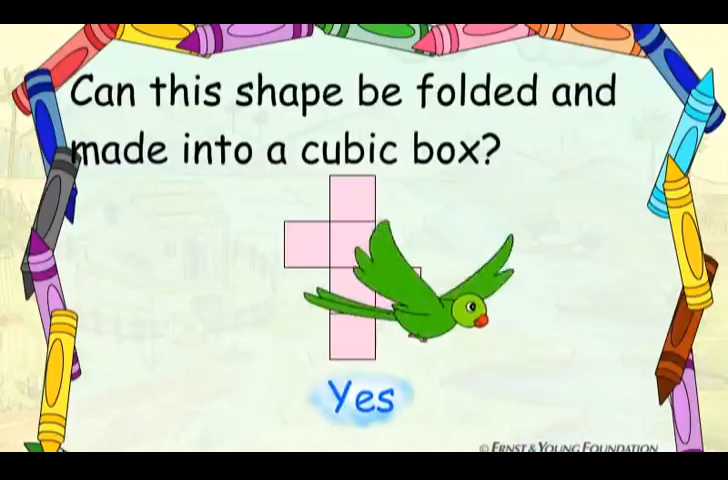 Can this shape be folded and
made into a cubic box?
Yes
© ERNST & YOUNG FOUNDATION